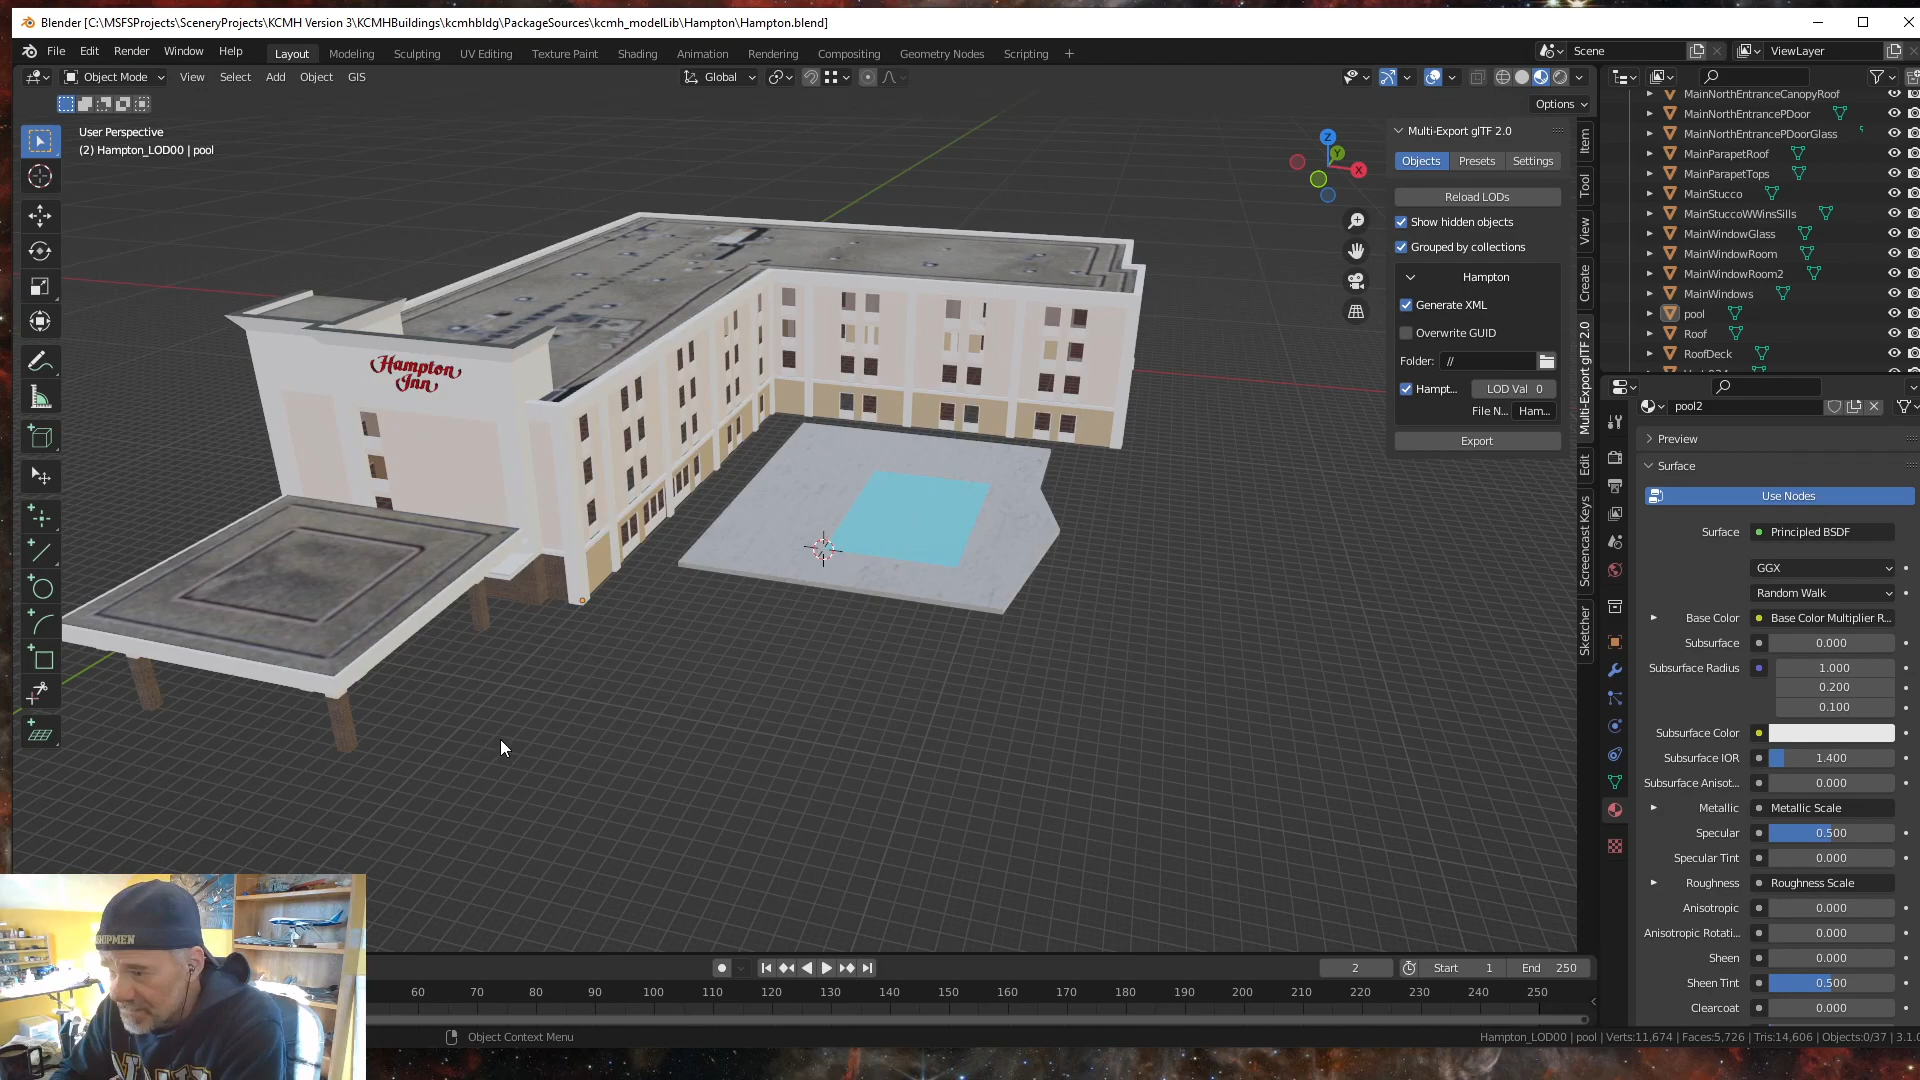 Blender [C:\MSFSProjects\SceneryProjects\KCMH Version 3\KCMHBuildings\kcmhbldg\PackageSources\kcmh_modelLib\Hampton\Hampton.blend]
File Edit Render Window Help Layout Modeling Sculpting UV Editing Texture Paint Shading Animation Rendering Compositing Geometry Nodes Scripting + Scene ViewLayer
Object Mode View Select Add Object GIS Global
Options
User Perspective
(2) Hampton_LOD00 | pool
Z
Y
X
Hampton
Inn
Multi-Export glTF 2.0
Objects Presets Settings
Reload LODs
Show hidden objects
Grouped by collections
Hampton
Generate XML
Overwrite GUID
Folder: //
Hampt... LOD Val 0
File N... Ham...
Export
Item
Tool
View
Create
Multi-Export glTF 2.0
Edit
Screencast Keys
Sketcher
MainNorthEntranceCanopyRoof
MainNorthEntrancePDoor
MainNorthEntrancePDoorGlass
MainParapetRoof
MainParapetTops
MainStucco
MainStuccoWWinsSills
MainWindowGlass
MainWindowRoom
MainWindowRoom2
MainWindows
pool
Roof
RoofDeck
pool2
Preview
Surface
Use Nodes
Surface Principled BSDF
GGX
Random Walk
Base Color Base Color Multiplier R...
Subsurface 0.000
Subsurface Radius 1.000
0.200
0.100
Subsurface Color
Subsurface IOR 1.400
Subsurface Anisot... 0.000
Metallic Metallic Scale
Specular 0.500
Specular Tint 0.000
Roughness Roughness Scale
Anisotropic 0.000
Anisotropic Rotati... 0.000
Sheen 0.000
Sheen Tint 0.500
Clearcoat 0.000
2 Start 1 End 250
60 70 80 90 100 110 120 130 140 150 160 170 180 190 200 210 220 230 240 250
Object Context Menu
Hampton_LOD00 | pool | Verts:11,674 | Faces:5,726 | Tris:14,606 | Objects:0/37 | 3.1.0